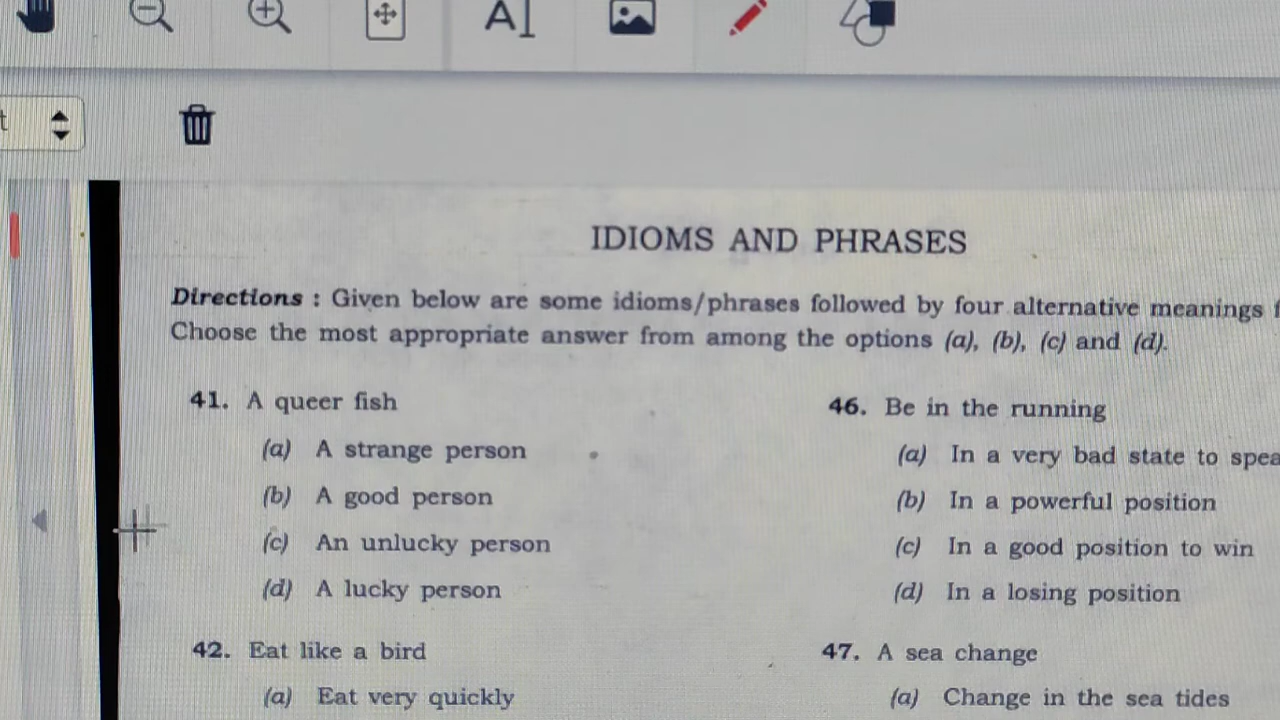 A
t
IDIOMS AND PHRASES
Directions : Given below are some idioms/phrases followed by four alternative meanings
Choose the most appropriate answer from among the options (a), (b), (c) and (d).
41. A queer fish
(a) A strange person
(b) A good person
(c) An unlucky person
(d) A lucky person
42. Eat like a bird
(a) Eat very quickly
46. Be in the running
(a) In a very bad state to
(b) In a powerful position
(c) In a good position to win
(d) In a losing position
47. A sea change
(a) Change in the sea tides